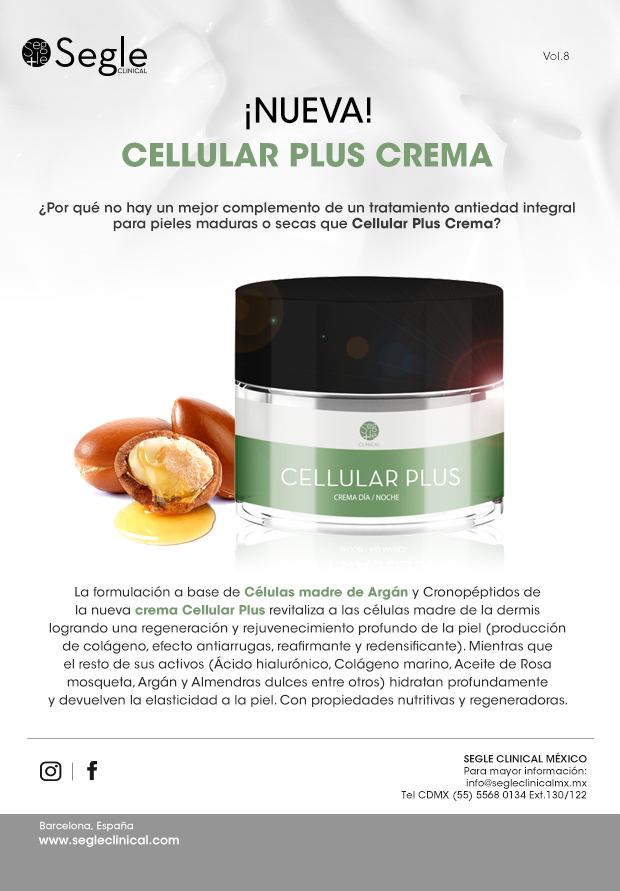 Segle
CLINICAL
Vol.8
¡NUEVA!
CELLULAR PLUS CREMA
¿Por qué no hay un mejor complemento de un tratamiento antiedad integral
para pieles maduras o secas que Cellular Plus Crema?
Segle
CLINICAL
CELLULAR PLUS
CREMA DÍA / NOCHE
La formulación a base de Células madre de Argán y Cronopéptidos de
la nueva crema Cellular Plus revitaliza a las células madre de la dermis
logrando una regeneración y rejuvenecimiento profundo de la piel (producción
de colágeno, efecto antiarrugas, reafirmante y redensificante). Mientras que
el resto de sus activos (Ácido hialurónico, Colágeno marino, Aceite de Rosa
mosqueta, Argán y Almendras dulces entre otros) hidratan profundamente
y devuelven la elasticidad a la piel. Con propiedades nutritivas y regeneradoras.
SEGLE CLINICAL MÉXICO
Para mayor información:
info@segleclinicalmx.mx
Tel CDMX (55) 5568 0134 Ext.130/122
Barcelona, España
www.segleclinical.com